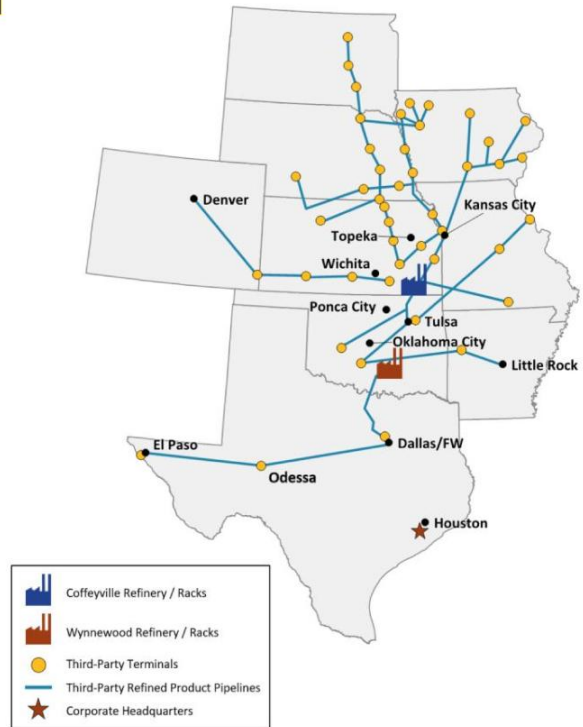 Denver
Kansas City
Topeka
Wichita
Ponca City
Tulsa
Oklahoma City
Little Rock
El Paso
Dallas/FW
Odessa
Houston
Coffeyville Refinery / Racks
Wynnewood Refinery / Racks
Third-Party Terminals
Third-Party Refined Product Pipelines
Corporate Headquarters